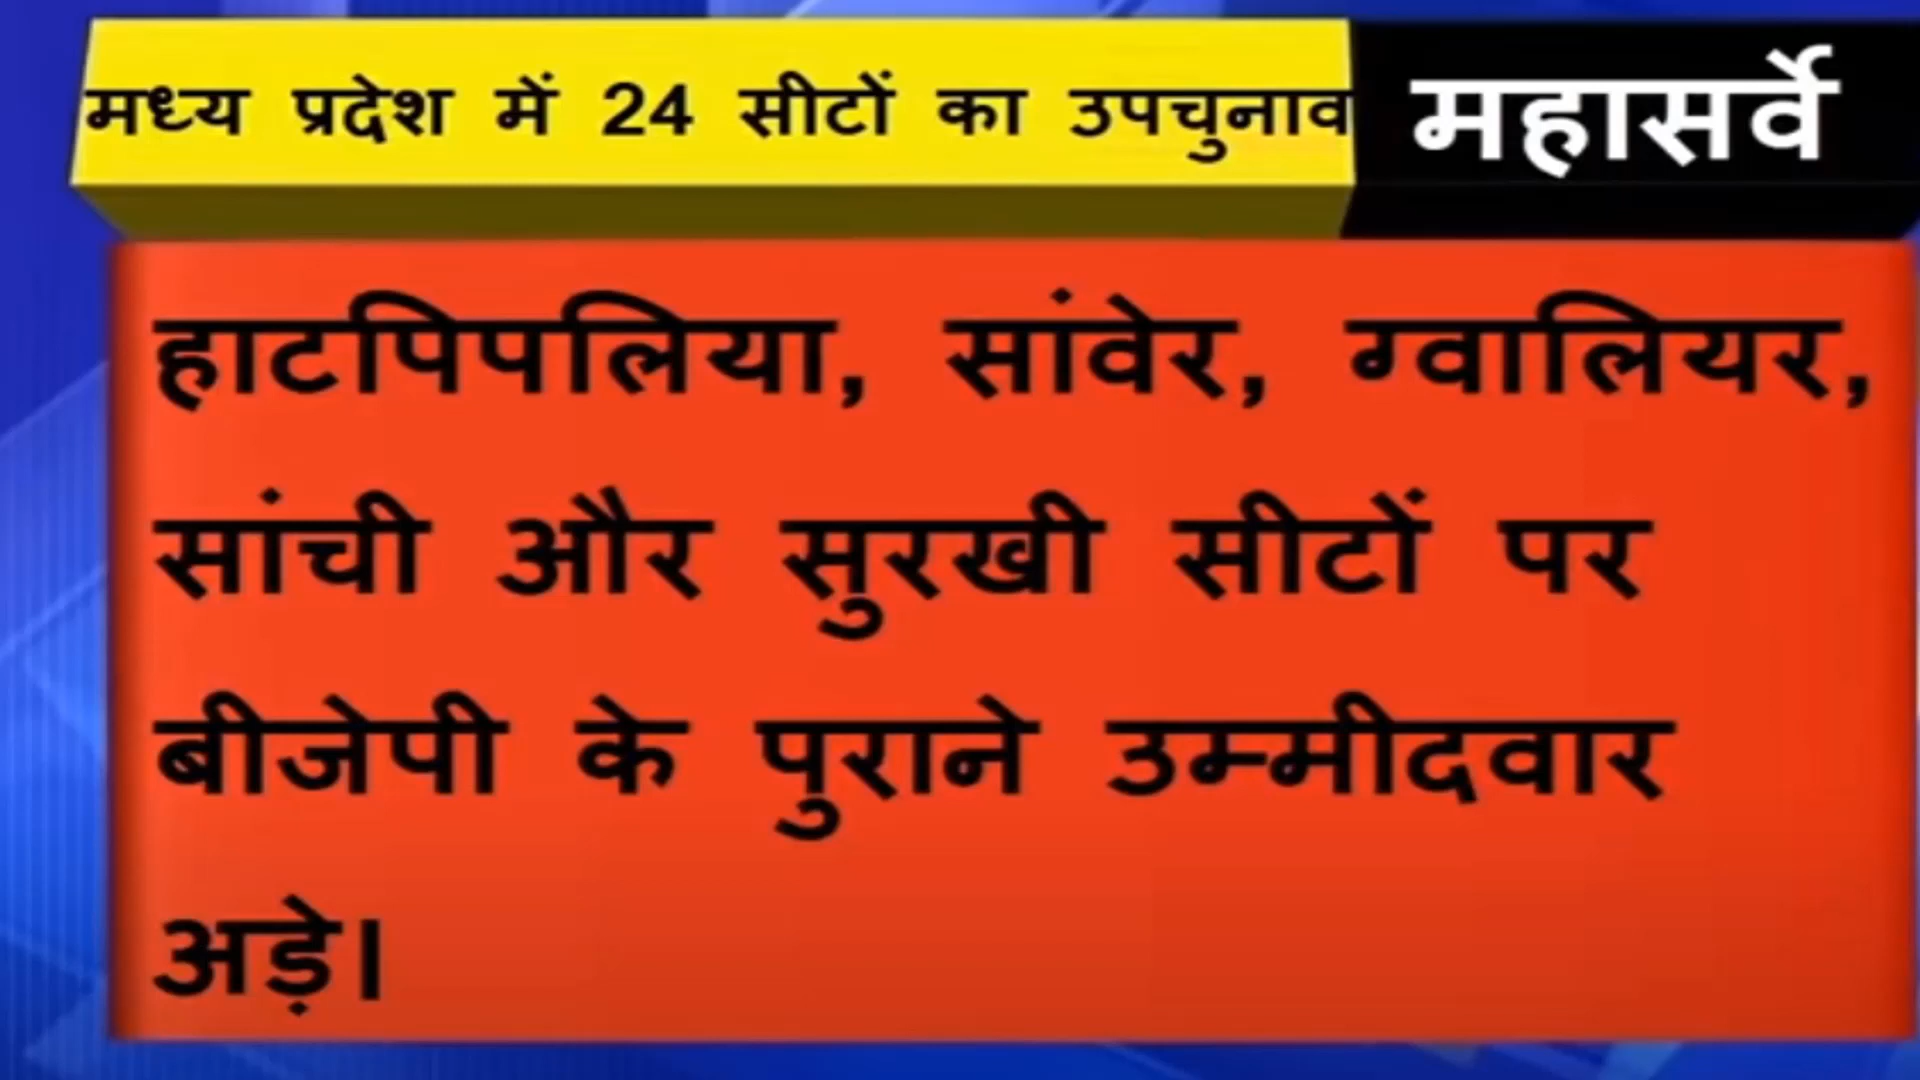 मध्य प्रदेश में 24 सीटों का उपचुनाव महासर्वे
हाटपिपलिया, सांवेर, ग्वालियर,
सांची और सुरखी सीटों पर
बीजेपी के पुराने उम्मीदवार
अड़े।